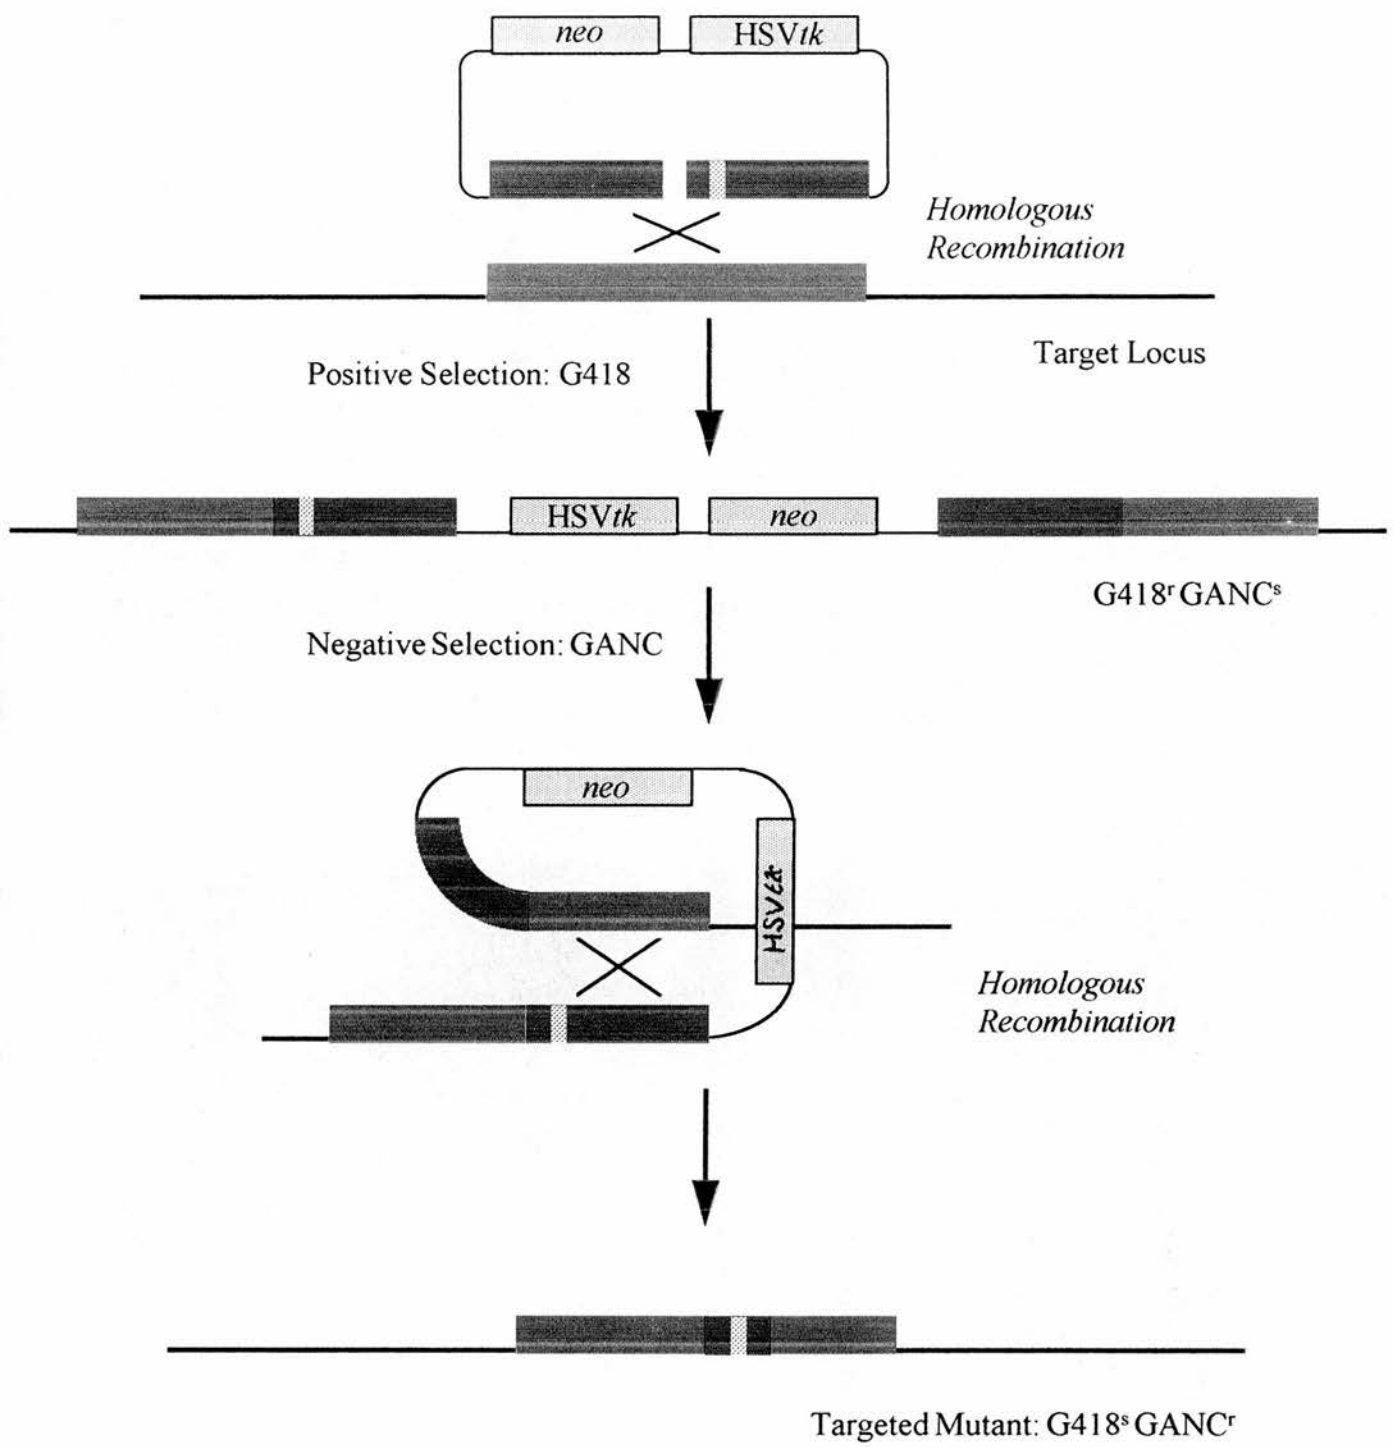 neo HSVtk
Homologous
Recombination
Target Locus
Positive Selection: G418
HSVtk neo
G418ʳ GANCˢ
Negative Selection: GANC
neo
HSVtk
Homologous
Recombination
Targeted Mutant: G418ˢ GANCʳ